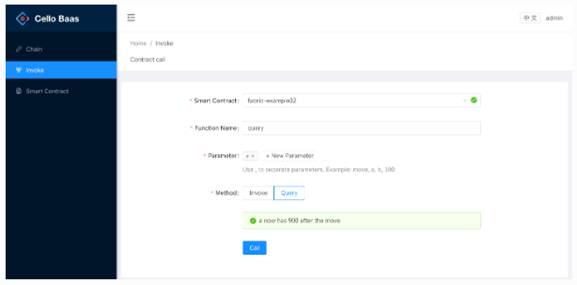 Cello Baas
中文 admin
Home / Invoke
Contract call
Chain
Invoke
Smart Contract
* Smart Contract: fabric-example02
* Function Name: query
* Parameter: a × + New Parameter
Use , to separate parameters. Example: move, a, b, 100
* Method: Invoke Query
a now has 900 after the move
Call